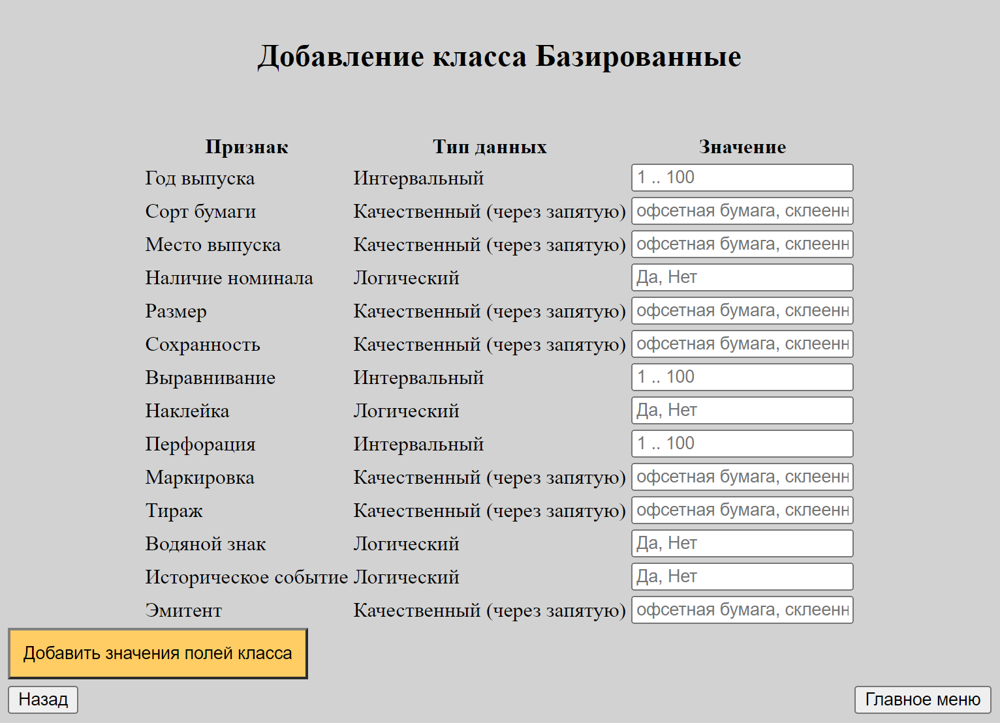 Добавление класса Базированные
Признак Тип данных Значение
Год выпуска Интервальный 1 .. 100
Сорт бумаги Качественный (через запятую) офсетная бумага, склеенн
Место выпуска Качественный (через запятую) офсетная бумага, склеенн
Наличие номинала Логический Да, Нет
Размер Качественный (через запятую) офсетная бумага, склеенн
Сохранность Качественный (через запятую) офсетная бумага, склеенн
Выравнивание Интервальный 1 .. 100
Наклейка Логический Да, Нет
Перфорация Интервальный 1 .. 100
Маркировка Качественный (через запятую) офсетная бумага, склеенн
Тираж Качественный (через запятую) офсетная бумага, склеенн
Водяной знак Логический Да, Нет
Историческое событие Логический Да, Нет
Эмитент Качественный (через запятую) офсетная бумага, склеенн
Добавить значения полей класса
Назад Главное меню